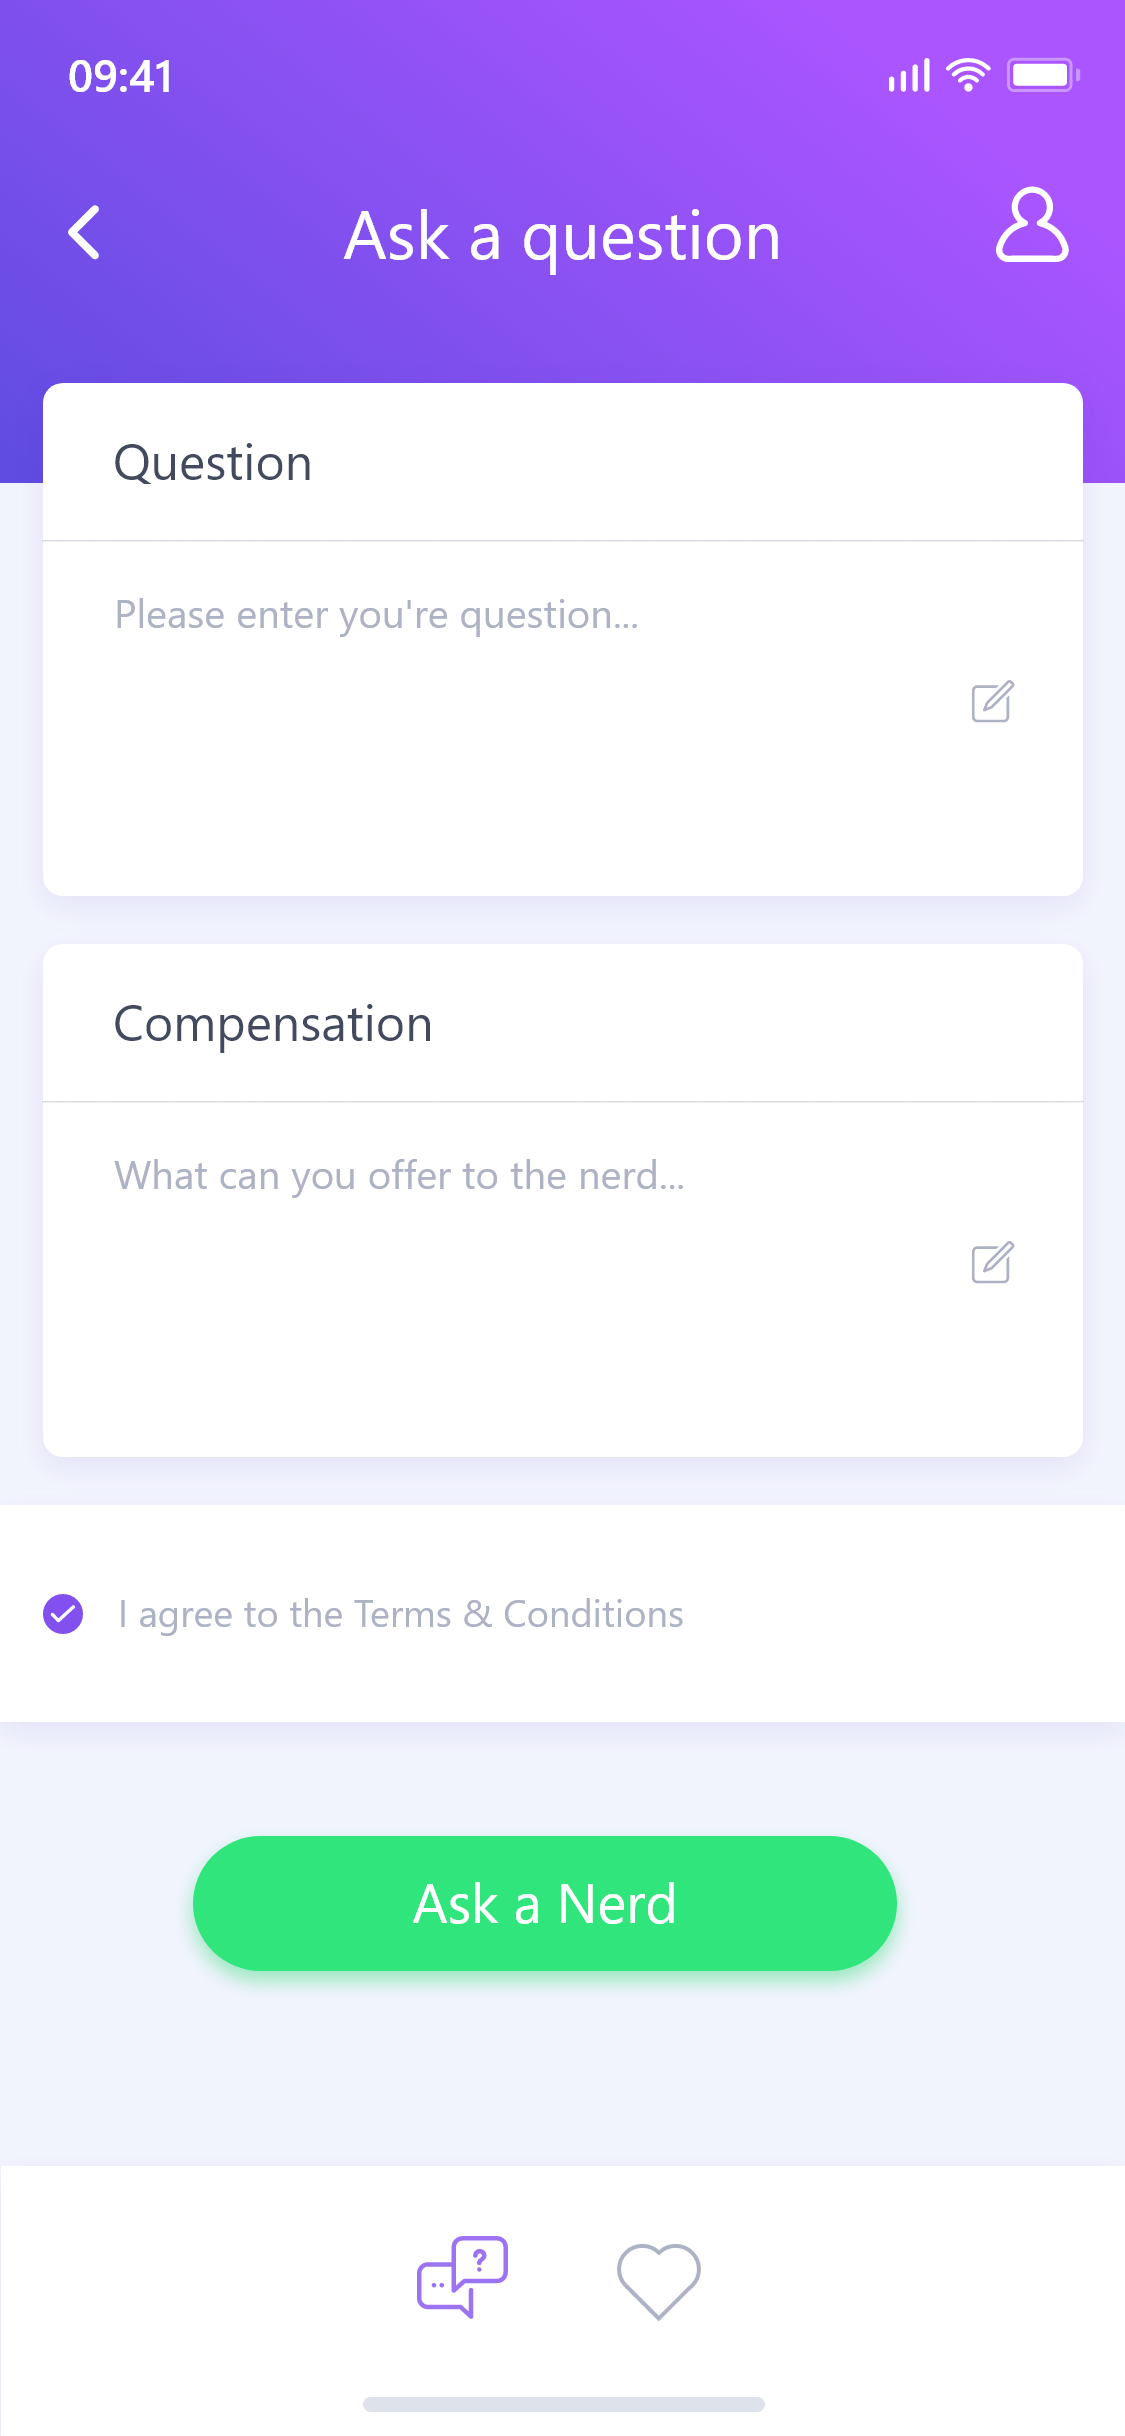 09:41
Ask a question
Question
Please enter you're question...
Compensation
What can you offer to the nerd...
I agree to the Terms & Conditions
Ask a Nerd
?